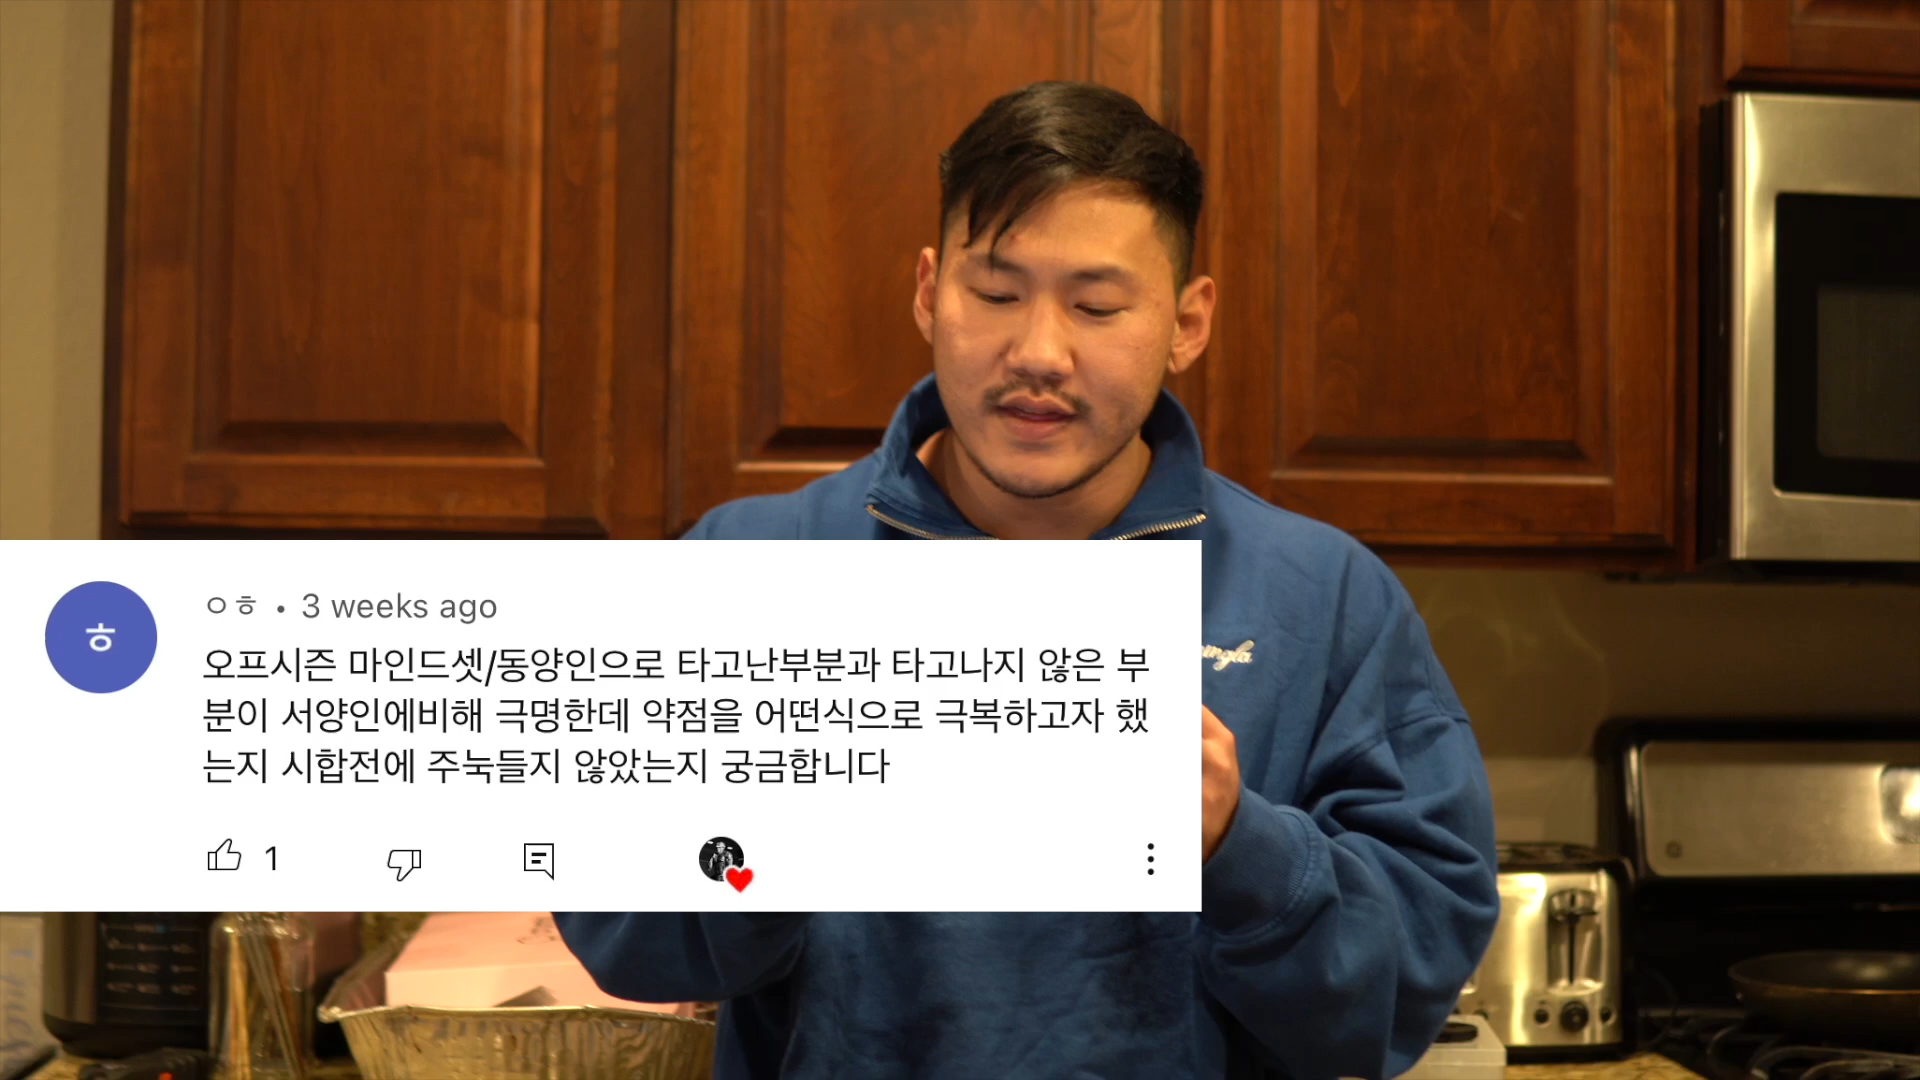 ㅇㅎ • 3 weeks ago
ㅎ
오프시즌 마인드셋/동양인으로 타고난부분과 타고나지 않은 부
분이 서양인에비해 극명한데 약점을 어떤식으로 극복하고자 했
는지 시합전에 주눅들지 않았는지 궁금합니다
1